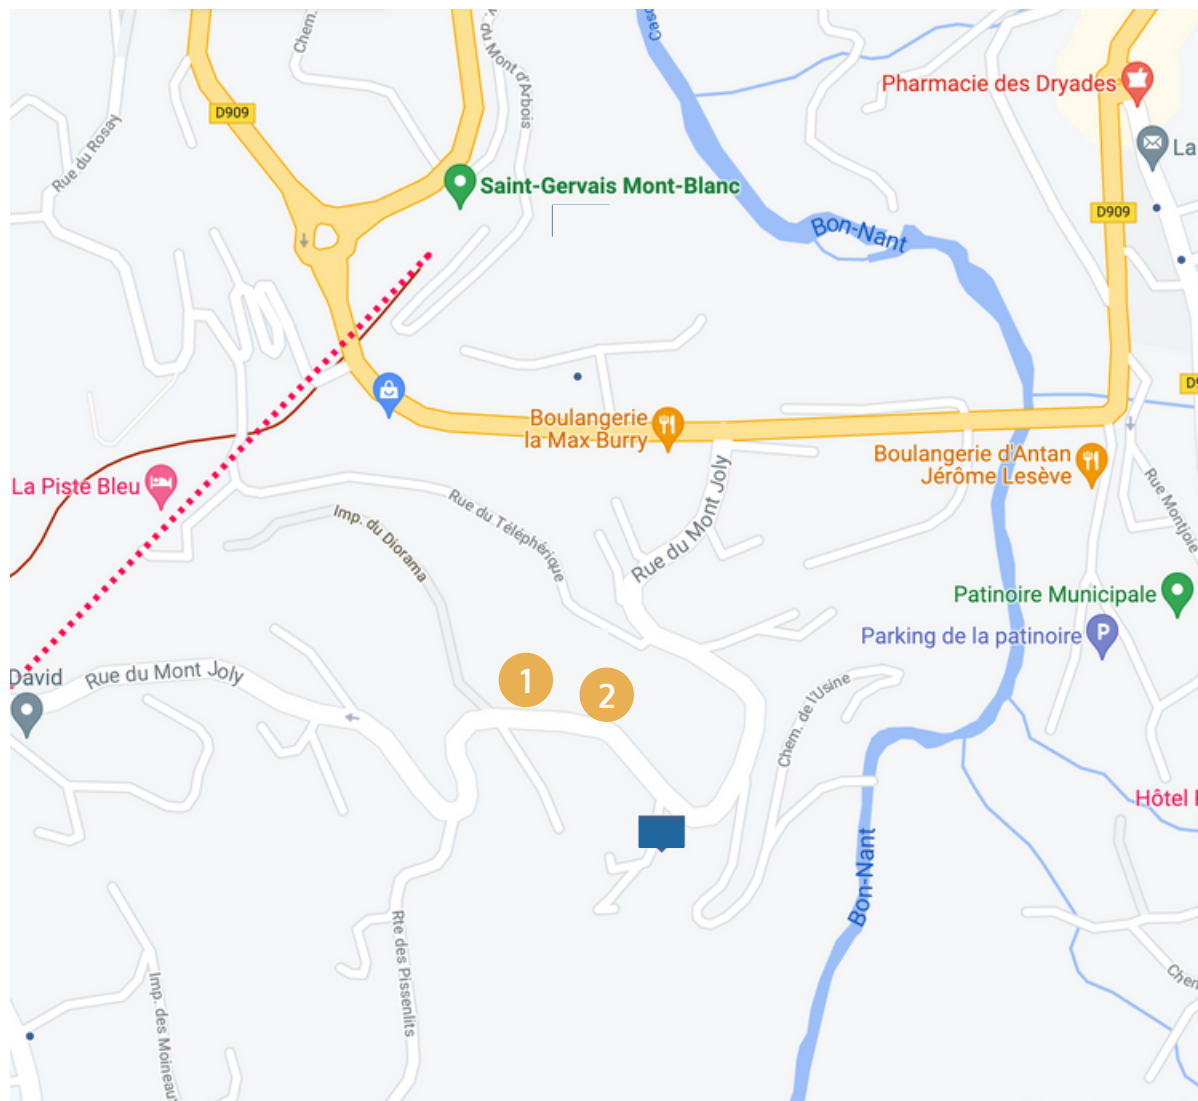 Casc
Chem.
. du Mont d'Arbois
Pharmacie des Dryades
D909
La
Rue du Rosay
Saint-Gervais Mont-Blanc
D909
Bon-Nant
D9
Boulangerie
la Max Burry
Boulangerie d'Antan
Jérôme Lesève
La Piste Bleu
Rue du Mont Joly
Rue Montjoie
Rue du Téléphérique
Imp. du Diorama
Patinoire Municipale
Parking de la patinoire
P
David
Rue du Mont Joly
1
2
Chem. de l'Usine
Hôtel
Bon-Nant
Rte des Pissenlits
Imp. des Moineau
Chem